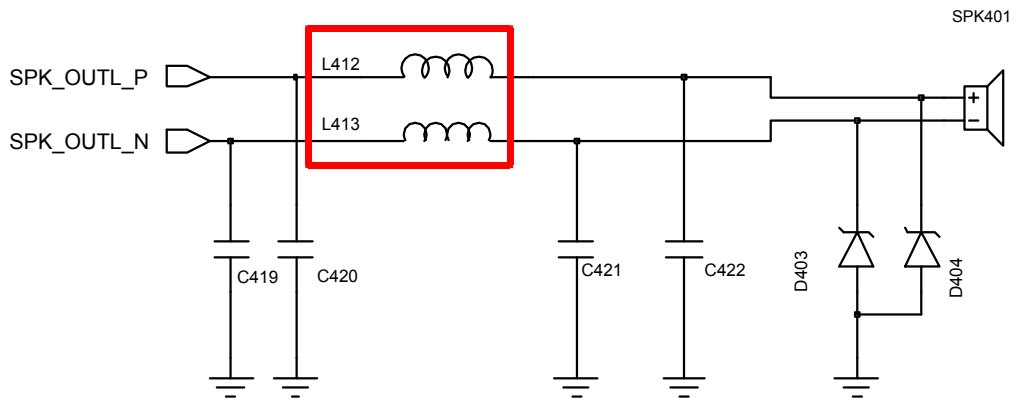 SPK401
SPK_OUTL_P
L412
+
SPK_OUTL_N
L413
−
C419
C420
C421
C422
D403
D404